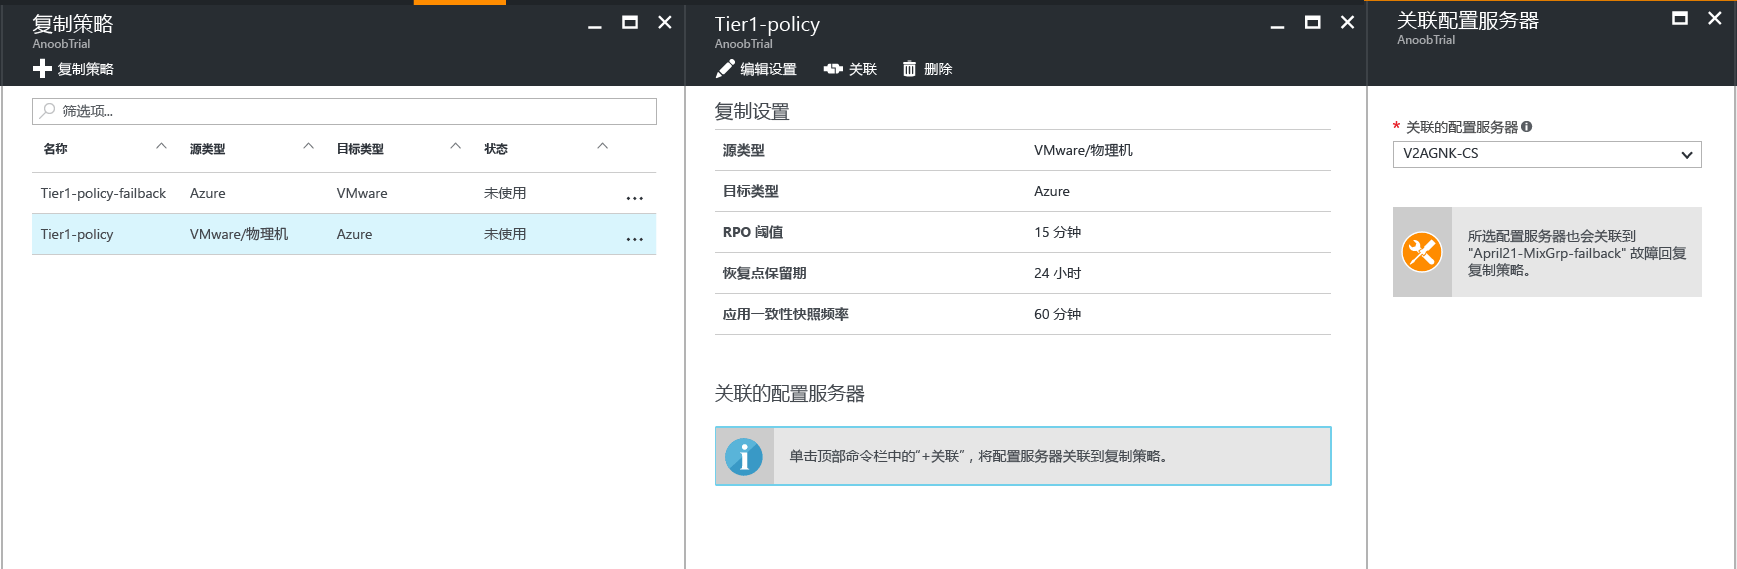 复制策略
AnoobTrial
复制策略
筛选项...
名称 源类型 目标类型 状态
Tier1-policy-failback Azure VMware 未使用 ...
Tier1-policy VMware/物理机 Azure 未使用 ...
Tier1-policy
AnoobTrial
编辑设置 关联 删除
复制设置
源类型 VMware/物理机
目标类型 Azure
RPO 阈值 15 分钟
恢复点保留期 24 小时
应用一致性快照频率 60 分钟
关联的配置服务器
单击顶部命令栏中的“+关联”，将配置服务器关联到复制策略。
关联配置服务器
AnoobTrial
* 关联的配置服务器
V2AGNK-CS
所选配置服务器也会关联到
"April21-MixGrp-failback" 故障回复
复制策略。